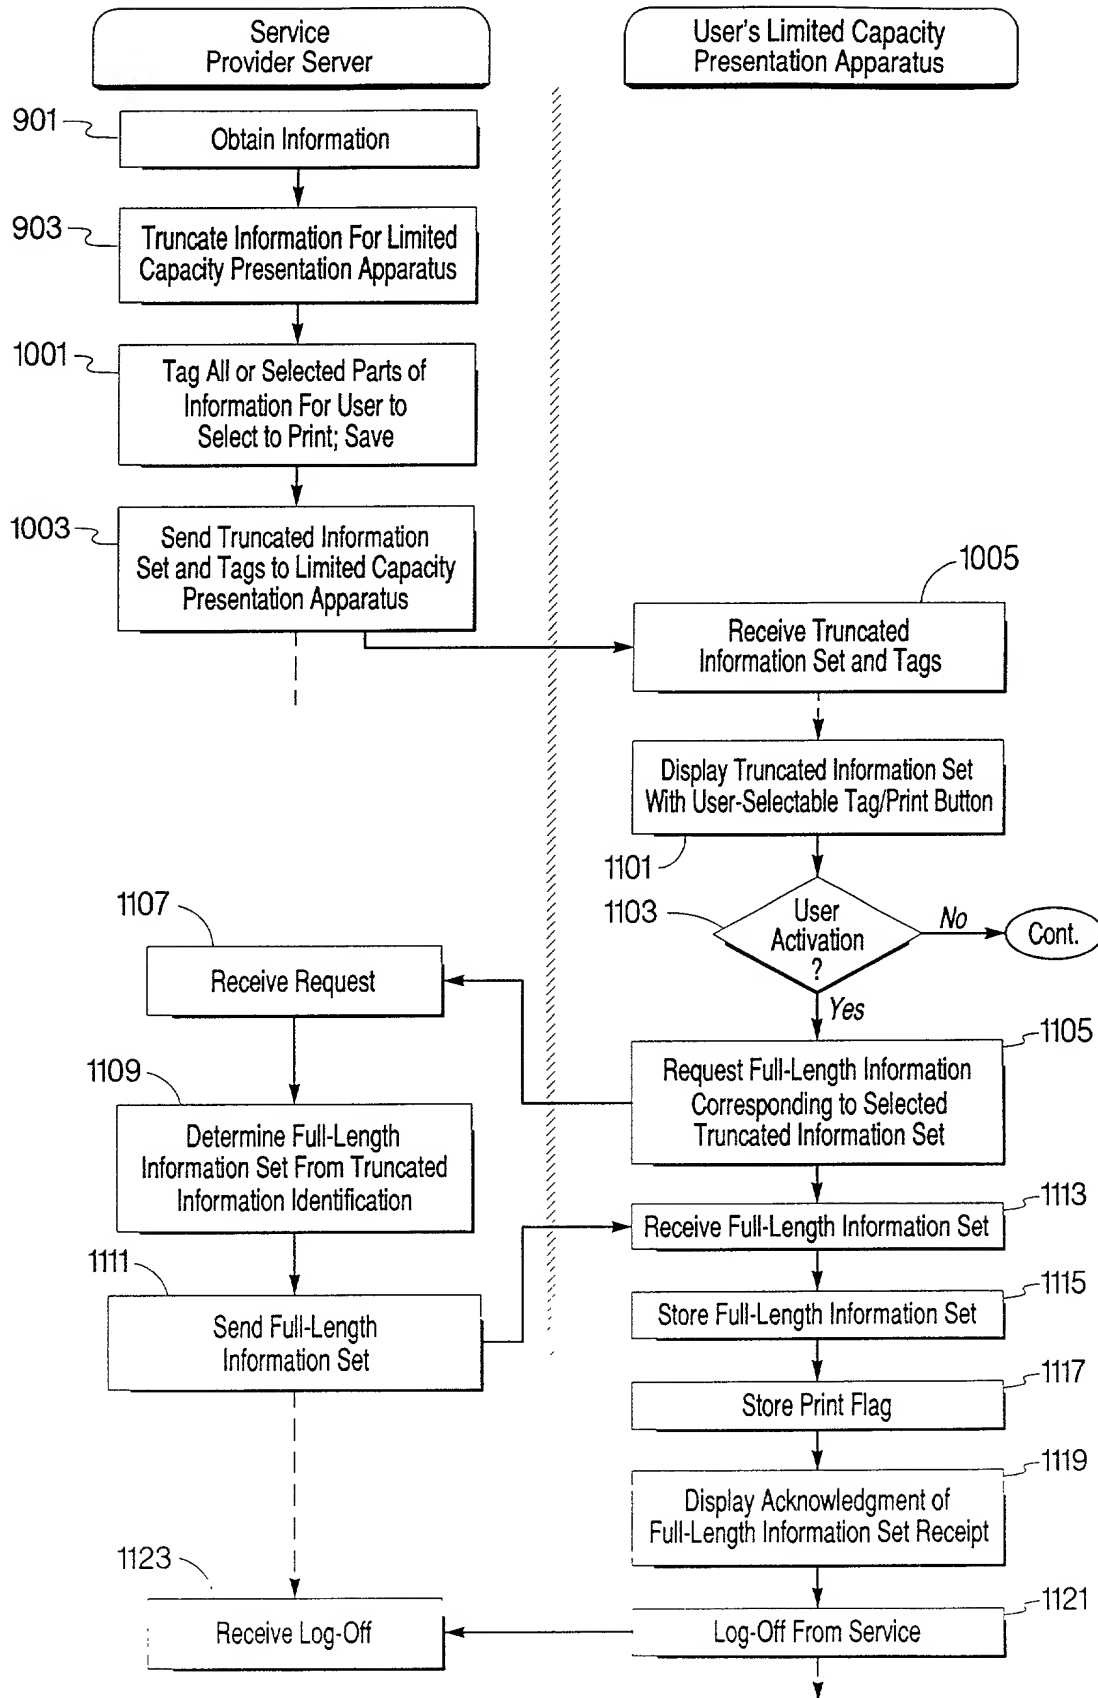 Service
Provider Server
User's Limited Capacity
Presentation Apparatus
901
Obtain Information
903
Truncate Information For Limited
Capacity Presentation Apparatus
1001
Tag All or Selected Parts of
Information For User to
Select to Print; Save
1003
Send Truncated Information
Set and Tags to Limited Capacity
Presentation Apparatus
1005
Receive Truncated
Information Set and Tags
Display Truncated Information Set
With User-Selectable Tag/Print Button
1101
1103
User
Activation
?
No
Cont.
Yes
1107
Receive Request
1105
Request Full-Length Information
Corresponding to Selected
Truncated Information Set
1109
Determine Full-Length
Information Set From Truncated
Information Identification
1113
Receive Full-Length Information Set
1111
Send Full-Length
Information Set
1115
Store Full-Length Information Set
1117
Store Print Flag
1119
Display Acknowledgment of
Full-Length Information Set Receipt
1123
Receive Log-Off
1121
Log-Off From Service